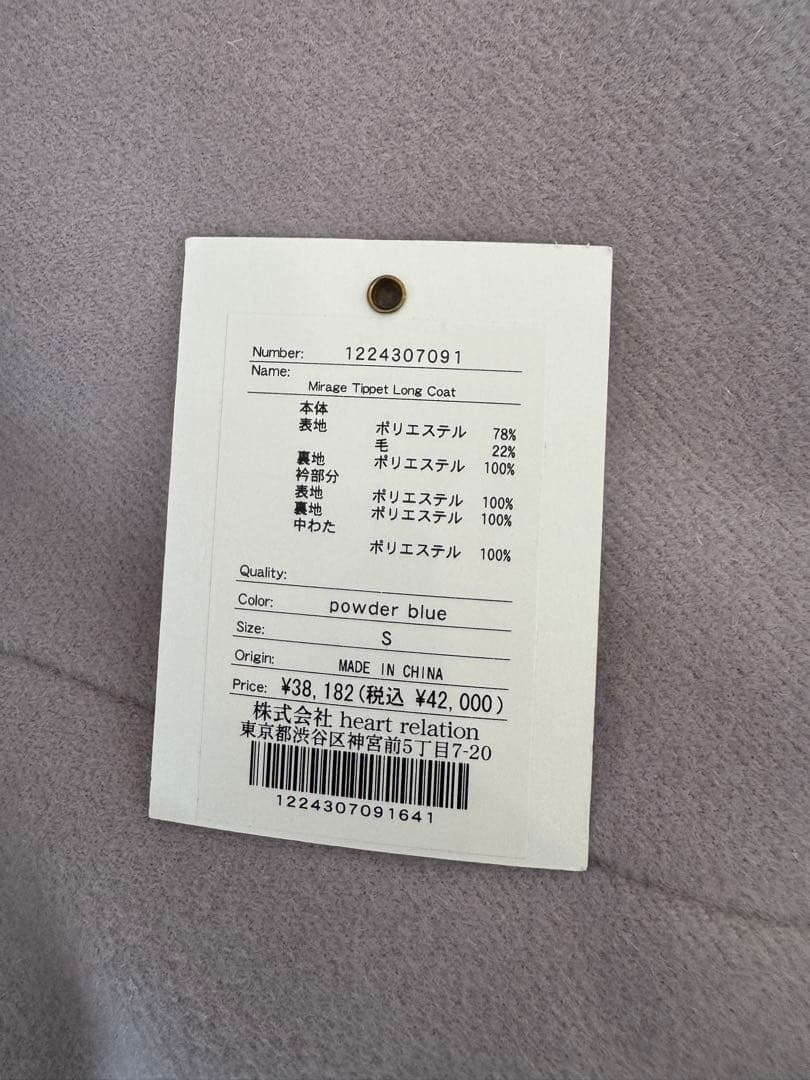 Number: 1224307091
Name:
Mirage Tippet Long Coat
本体
表地 ポリエステル 78%
毛 22%
裏地 ポリエステル 100%
衿部分
表地 ポリエステル 100%
裏地 ポリエステル 100%
中わた
ポリエステル 100%
Quality:
Color: powder blue
Size: S
Origin: MADE IN CHINA
Price: ¥38,182(税込 ¥42,000)
株式会社 heart relation
東京都渋谷区神宮前5丁目7-20
1224307091641